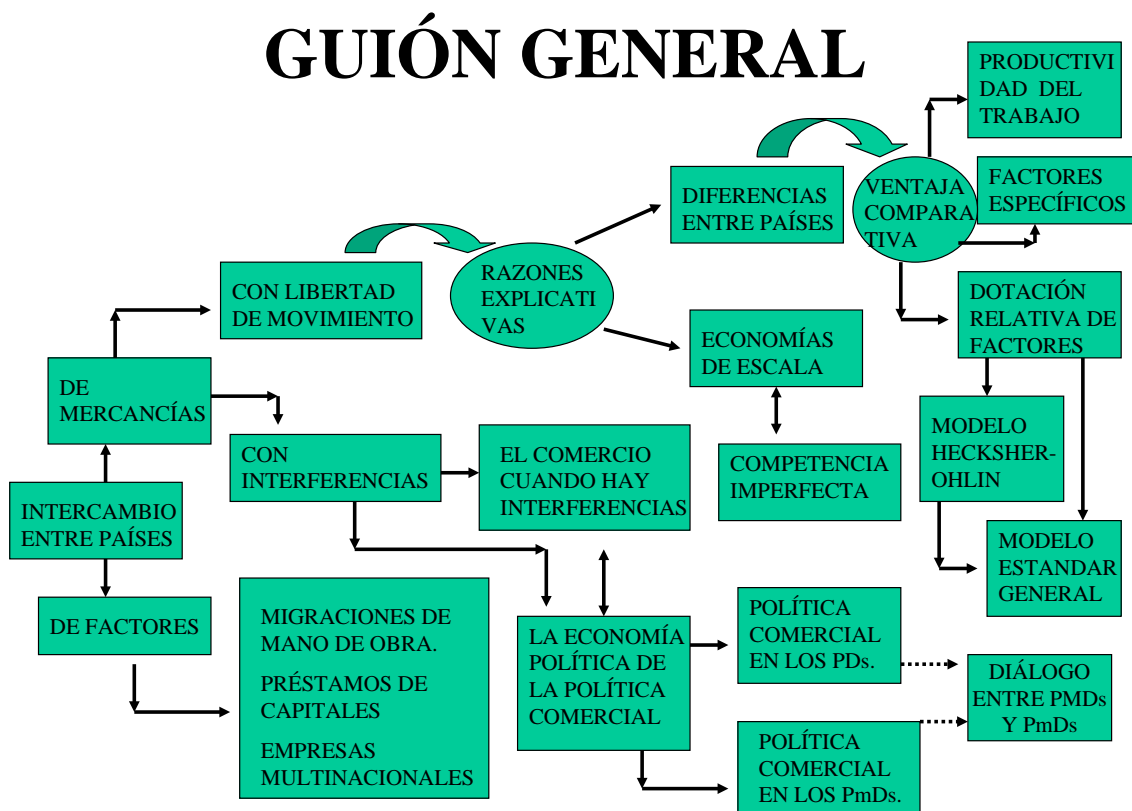 GUIÓN GENERAL
PRODUCTIVI
DAD DEL
TRABAJO
FACTORES
ESPECÍFICOS
VENTAJA
COMPARA
TIVA
DIFERENCIAS
ENTRE PAÍSES
RAZONES
EXPLICATI
VAS
CON LIBERTAD
DE MOVIMIENTO
DOTACIÓN
RELATIVA DE
FACTORES
ECONOMÍAS
DE ESCALA
DE
MERCANCÍAS
CON
INTERFERENCIAS
EL COMERCIO
CUANDO HAY
INTERFERENCIAS
COMPETENCIA
IMPERFECTA
MODELO
HECKSHER-
OHLIN
INTERCAMBIO
ENTRE PAÍSES
MODELO
ESTANDAR
GENERAL
DE FACTORES
MIGRACIONES DE
MANO DE OBRA.
PRÉSTAMOS DE
CAPITALES
EMPRESAS
MULTINACIONALES
LA ECONOMÍA
POLÍTICA DE
LA POLÍTICA
COMERCIAL
POLÍTICA
COMERCIAL
EN LOS PDs.
DIÁLOGO
ENTRE PMDs
Y PmDs
POLÍTICA
COMERCIAL
EN LOS PmDs.